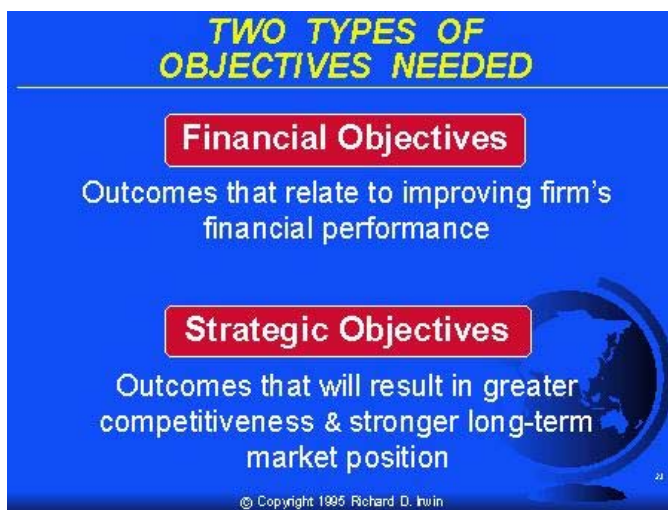 TWO TYPES OF
OBJECTIVES NEEDED
Financial Objectives
Outcomes that relate to improving firm's
financial performance
Strategic Objectives
Outcomes that will result in greater
competitiveness & stronger long-term
market position
© Copyright 1995 Richard D. Irwin